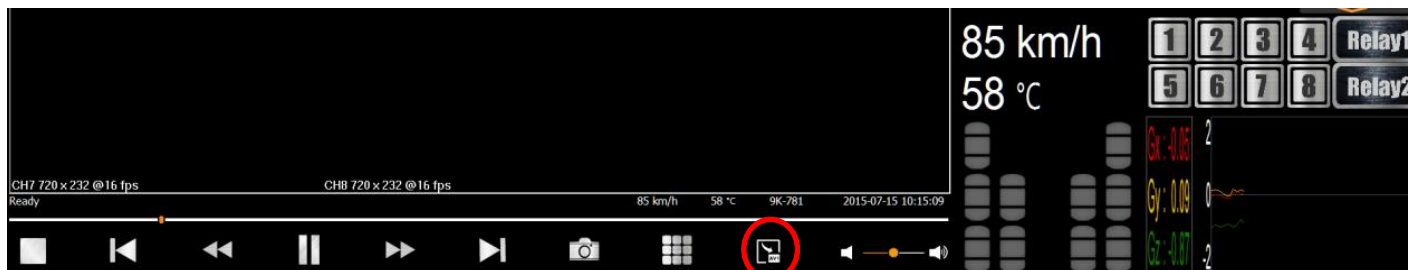 85 km/h
58 °C
1 2 3 4 Relay1
5 6 7 8 Relay2
CH7 720 x 232 @16 fps
CH8 720 x 232 @16 fps
Ready
85 km/h
58 °C
9K-781
2015-07-15 10:15:09
AVI
Gx : -0.05
Gy : 0.09
Gz : -0.87
2
0
-2